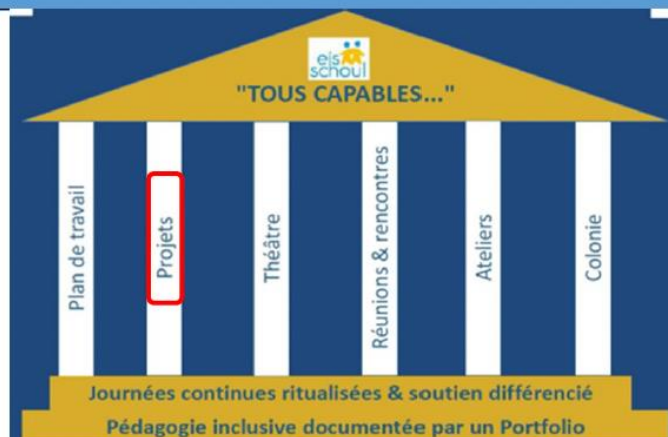 eis
schoul
"TOUS CAPABLES..."
Plan de travail
Projets
Théâtre
Réunions & rencontres
Ateliers
Colonie
Journées continues ritualisées & soutien différencié
Pédagogie inclusive documentée par un Portfolio